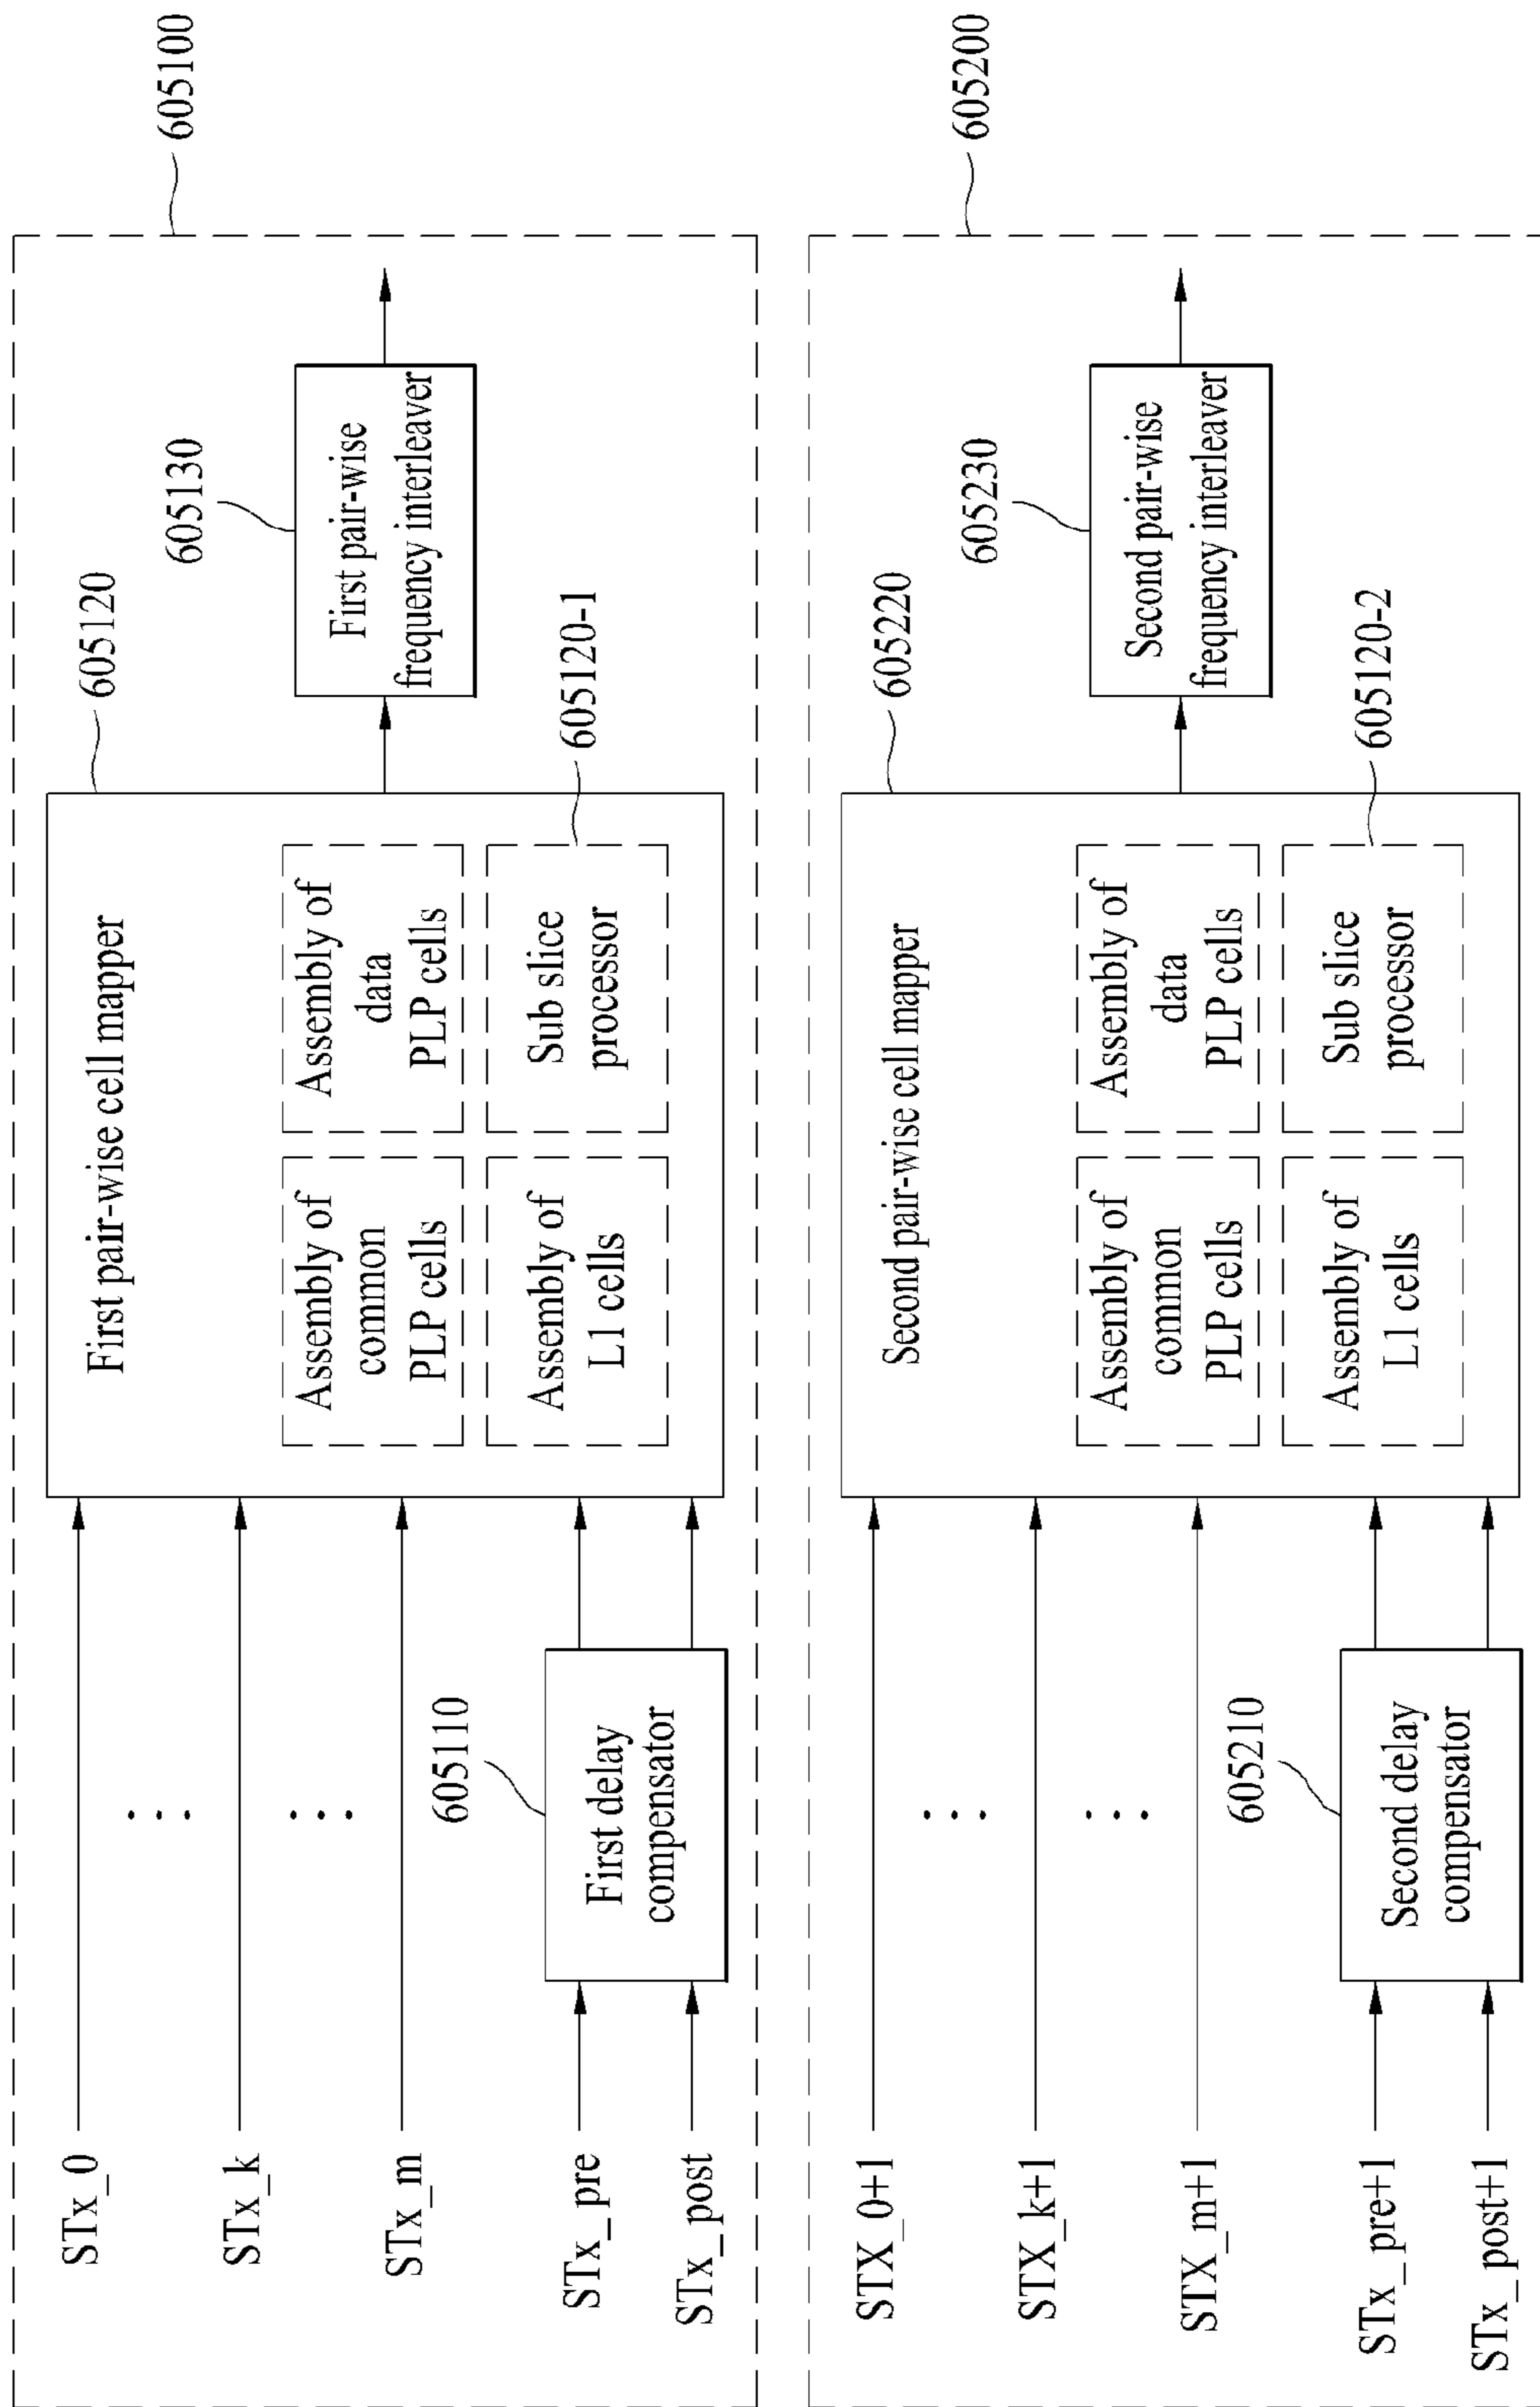 605100
STx_0
STx_k
STx_m
STx_pre
STx_post
605110
First delay
compensator
605120
First pair-wise cell mapper
Assembly of
common
PLP cells
Assembly of
data
PLP cells
Assembly of
L1 cells
Sub slice
processor
605120-1
605130
First pair-wise
frequency interleaver
605200
STX_0+1
STX_k+1
STX_m+1
STx_pre+1
STx_post+1
605210
Second delay
compensator
605220
Second pair-wise cell mapper
Assembly of
common
PLP cells
Assembly of
data
PLP cells
Assembly of
L1 cells
Sub slice
processor
605120-2
605230
Second pair-wise
frequency interleaver